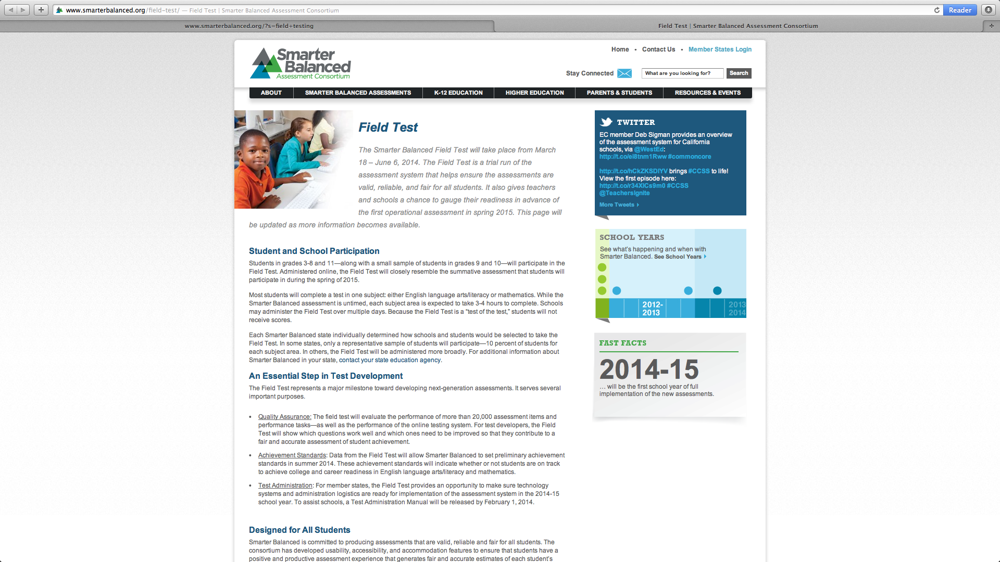 www.smarterbalanced.org/field-test/ — Field Test | Smarter Balanced Assessment Consortium
Reader
www.smarterbalanced.org/?s=field+testing
Field Test | Smarter Balanced Assessment Consortium
Smarter
Balanced
Assessment Consortium
Home • Contact Us • Member States Login
Stay Connected
What are you looking for?
Search
ABOUT
SMARTER BALANCED ASSESSMENTS
K-12 EDUCATION
HIGHER EDUCATION
PARENTS & STUDENTS
RESOURCES & EVENTS
Field Test
The Smarter Balanced Field Test will take place from March
18 – June 6, 2014. The Field Test is a trial run of the
assessment system that helps ensure the assessments are
valid, reliable, and fair for all students. It also gives teachers
and schools a chance to gauge their readiness in advance of
the first operational assessment in spring 2015. This page will
be updated as more information becomes available.
Student and School Participation
Students in grades 3-8 and 11—along with a small sample of students in grades 9 and 10—will participate in the
Field Test. Administered online, the Field Test will closely resemble the summative assessment that students will
participate in during the spring of 2015.
Most students will complete a test in one subject: either English language arts/literacy or mathematics. While the
Smarter Balanced assessment is untimed, each subject area is expected to take 3-4 hours to complete. Schools
may administer the Field Test over multiple days. Because the Field Test is a “test of the test,” students will not
receive scores.
Each Smarter Balanced state individually determined how schools and students would be selected to take the
Field Test. In some states, only a representative sample of students will participate—10 percent of students for
each subject area. In others, the Field Test will be administered more broadly. For additional information about
Smarter Balanced in your state, contact your state education agency.
An Essential Step in Test Development
The Field Test represents a major milestone toward developing next-generation assessments. It serves several
important purposes.
• Quality Assurance: The field test will evaluate the performance of more than 20,000 assessment items and
performance tasks—as well as the performance of the online testing system. For test developers, the Field
Test will show which questions work well and which ones need to be improved so that they contribute to a
fair and accurate assessment of student achievement.
• Achievement Standards: Data from the Field Test will allow Smarter Balanced to set preliminary achievement
standards in summer 2014. These achievement standards will indicate whether or not students are on track
to achieve college and career readiness in English language arts/literacy and mathematics.
• Test Administration: For member states, the Field Test provides an opportunity to make sure technology
systems and administration logistics are ready for implementation of the assessment system in the 2014-15
school year. To assist schools, a Test Administration Manual will be released by February 1, 2014.
Designed for All Students
Smarter Balanced is committed to producing assessments that are valid, reliable and fair for all students. The
consortium has developed usability, accessibility, and accommodation features to ensure that students have a
positive and productive assessment experience that generates fair and accurate estimates of each student's
TWITTER
EC member Deb Sigman provides an overview
of the assessment system for California
schools, via @WestEd:
http://t.co/el8tnm1Rww #commoncore
http://t.co/hCkZKSDIYV brings #CCSS to life!
View the first episode here:
http://t.co/r34XICs9m0 #CCSS
@TeachersIgnite
More Tweets
SCHOOL YEARS
See what's happening and when with
Smarter Balanced. See School Years
2012-
2013
2013
2014
FAST FACTS
2014-15
... will be the first school year of full
implementation of the new assessments.